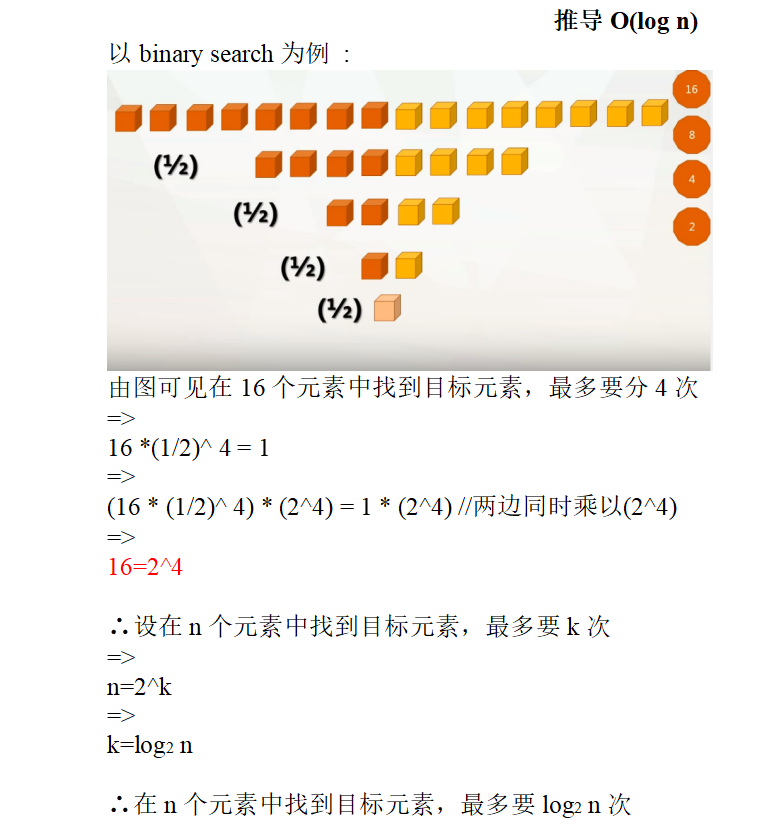 推导 O(log n)
以 binary search 为例 :
16
8
(½)
4
(½)
2
(½)
(½)
由图可见在 16 个元素中找到目标元素，最多要分 4 次
=>
16 *(1/2)^ 4 = 1
=>
(16 * (1/2)^ 4) * (2^4) = 1 * (2^4) //两边同时乘以(2^4)
=>
16=2^4
∴设在 n 个元素中找到目标元素，最多要 k 次
=>
n=2^k
=>
k=log2 n
∴在 n 个元素中找到目标元素，最多要 log2 n 次